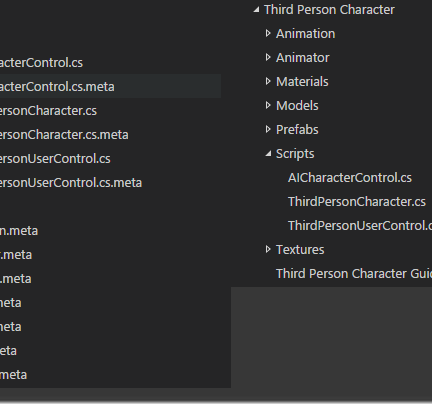 acterControl.cs
acterControl.cs.meta
ersonCharacter.cs
ersonCharacter.cs.meta
ersonUserControl.cs
ersonUserControl.cs.meta
n.meta
.meta
.meta
meta
meta
eta
meta
Third Person Character
Animation
Animator
Materials
Models
Prefabs
Scripts
AICharacterControl.cs
ThirdPersonCharacter.cs
ThirdPersonUserControl.c
Textures
Third Person Character Guid